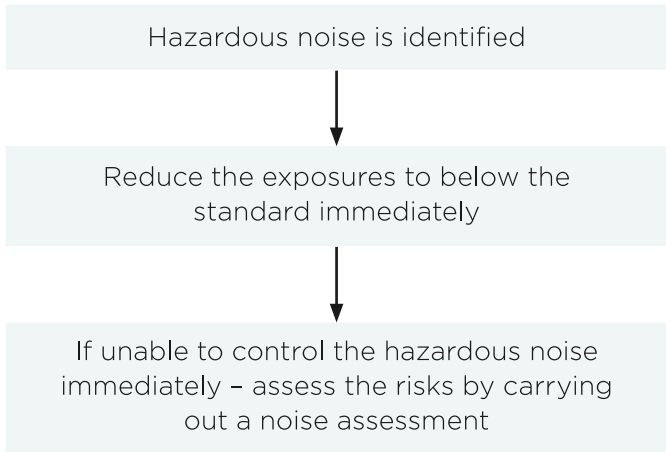 Hazardous noise is identified
Reduce the exposures to below the
standard immediately
If unable to control the hazardous noise
immediately – assess the risks by carrying
out a noise assessment